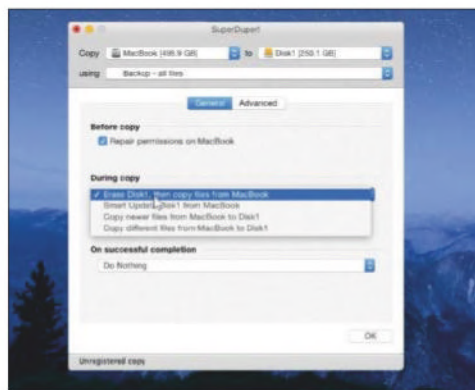 SuperDuper!
Copy MacBook [499.9 GB] to Disk1 [250.1 GB]
using Backup - all files
General Advanced
Before copy
Repair permissions on MacBook
During copy
✓ Erase Disk1, then copy files from MacBook
Smart Update Disk1 from MacBook
Copy newer files from MacBook to Disk1
Copy different files from MacBook to Disk1
On successful completion
Do Nothing
OK
Unregistered copy